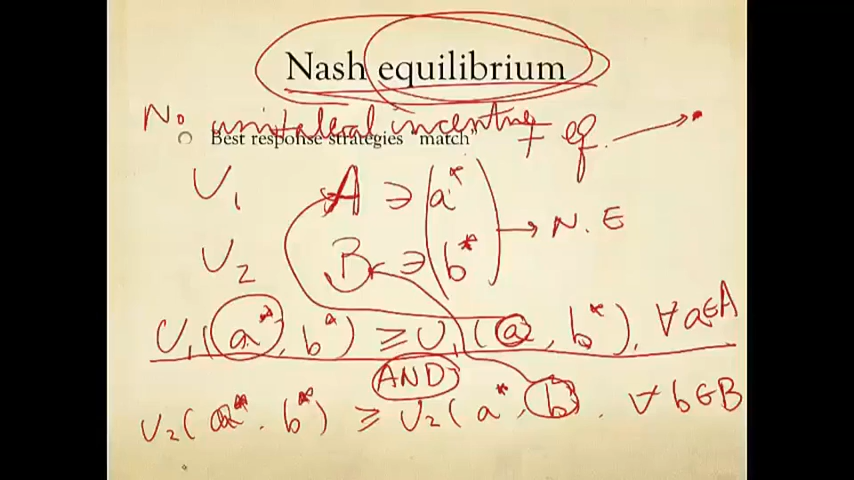 Nash equilibrium
No unilateral incentive eq.
Best response strategies "match"
U₁ A ∋ (a*
U₂ B ∋ b*) → N.E
U₁(a*, b*) ≥ U₁(a, b*), ∀a∈A
AND
U₂(a*, b*) ≥ U₂(a*, b), ∀ b∈B